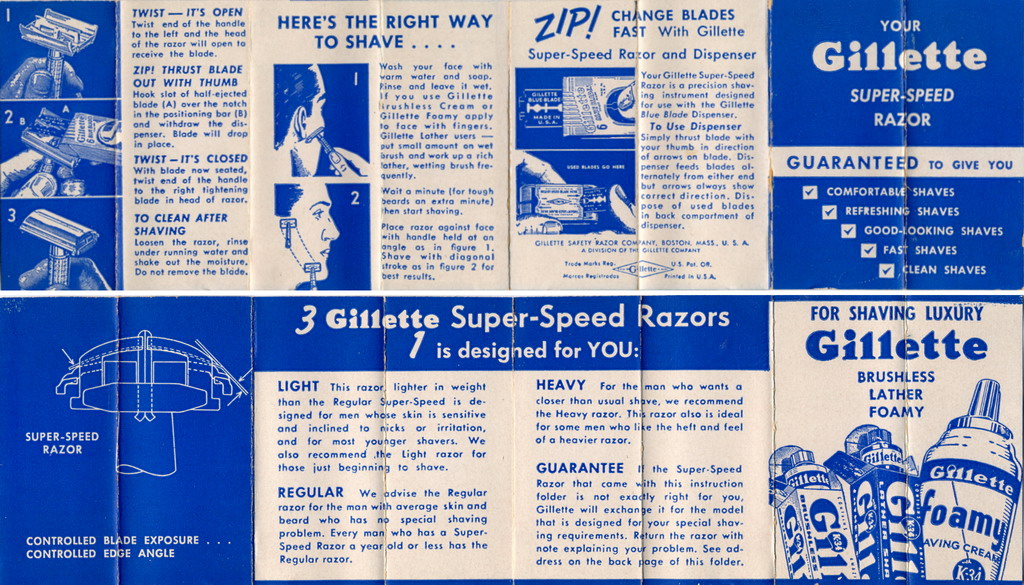 1
TWIST — IT'S OPEN
Twist end of the handle
to the left and the head
of the razor will open to
receive the blade.
ZIP! THRUST BLADE
OUT WITH THUMB
Hook slot of half-ejected
blade (A) over the notch
in the positioning bar (B)
and withdraw the dis-
penser. Blade will drop
in place.
2 B
A
TWIST — IT'S CLOSED
With blade now seated,
twist end of handle to
the right tightening
blade in head of razor.
3
TO CLEAN AFTER
SHAVING
Loosen the razor, rinse
under running water and
shake out the moisture.
Do not remove the blade.
HERE'S THE RIGHT WAY
TO SHAVE . . . .
1
2
Wash your face with
warm water and soap.
Rinse and leave it wet.
If you use Gillette
Brushless Cream or
Gillette Foamy apply
to face with fingers.
Gillette Lather users —
put small amount on wet
brush and work up a rich
lather, wetting brush fre-
quently.
Wait a minute (for tough
beards an extra minute)
then start shaving.
Place razor against face
with handle held at an
angle as in figure 1.
Shave with diagonal
stroke as in figure 2 for
best results.
ZIP! CHANGE BLADES
FAST With Gillette
Super-Speed Razor and Dispenser
GILLETTE
BLUE BLADE
MADE IN
U.S.A.
USED BLADES GO HERE
Your Gillette Super-Speed
Razor is a precision shav-
ing instrument designed
for use with the Gillette
Blue Blade Dispenser.
To Use Dispenser
Simply thrust blade with
your thumb in direction
of arrows on blade. Dis-
penser feeds blades al-
ternately from either end
but arrows always show
correct direction. Dis-
pose of used blades
in back compartment of
dispenser.
GILLETTE SAFETY RAZOR COMPANY, BOSTON, MASS., U. S. A.
A DIVISION OF THE GILLETTE COMPANY
Trade Marks Reg.
Marcas Registradas
Gillette
U.S. Pat. Off.
Printed in U.S.A.
YOUR
Gillette
SUPER-SPEED
RAZOR
GUARANTEED TO GIVE YOU
COMFORTABLE SHAVES
REFRESHING SHAVES
GOOD-LOOKING SHAVES
FAST SHAVES
CLEAN SHAVES
SUPER-SPEED
RAZOR
CONTROLLED BLADE EXPOSURE . . .
CONTROLLED EDGE ANGLE
3 Gillette Super-Speed Razors
1 is designed for YOU:
LIGHT This razor, lighter in weight
than the Regular Super-Speed is de-
signed for men whose skin is sensitive
and inclined to nicks or irritation,
and for most younger shavers. We
also recommend the Light razor for
those just beginning to shave.
REGULAR We advise the Regular
razor for the man with average skin and
beard who has no special shaving
problem. Every man who has a Super-
Speed Razor a year old or less has the
Regular razor.
HEAVY For the man who wants a
closer than usual shave, we recommend
the Heavy razor. This razor also is ideal
for some men who like the heft and feel
of a heavier razor.
GUARANTEE If the Super-Speed
Razor that came with this instruction
folder is not exactly right for you,
Gillette will exchange it for the model
that is designed for your special shav-
ing requirements. Return the razor with
note explaining your problem. See ad-
dress on the back page of this folder.
FOR SHAVING LUXURY
Gillette
BRUSHLESS
LATHER
FOAMY
Gillette
Gillette
Gillette
foamy
SHAVING CREAM
K-34